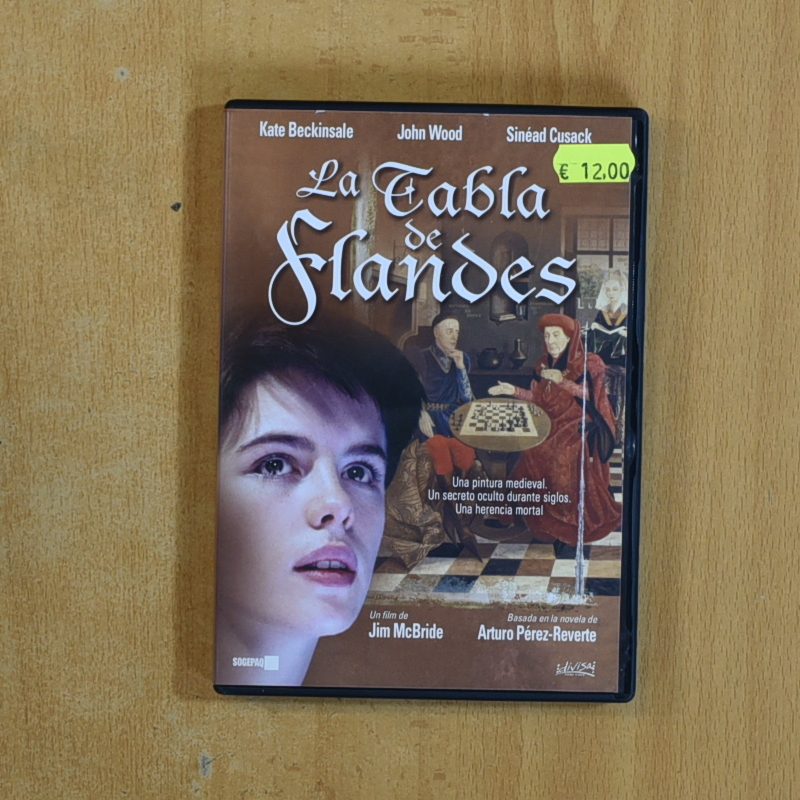 Kate Beckinsale John Wood Sinéad Cusack
€ 12,00
La Tabla
de
Flandes
Una pintura medieval.
Un secreto oculto durante siglos.
Una herencia mortal
Un film de
Jim McBride
Basada en la novela de
Arturo Pérez-Reverte
SOGEPAQ
divisa